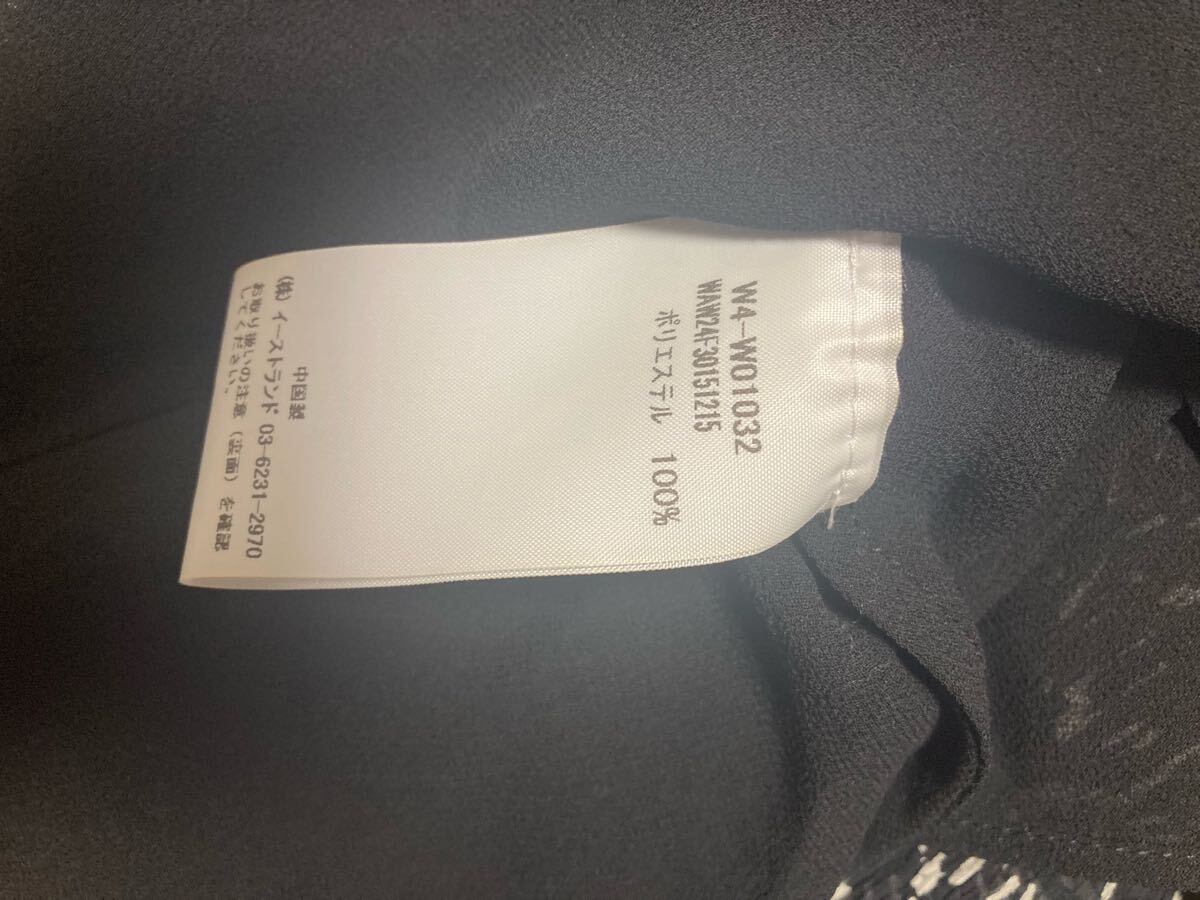 W4-W01032
WAW24F30151215
ポリエステル 100%
中国製
(株) イーストランド 03-6231-2970
お取り扱いの注意 (裏面) を確認
してください。